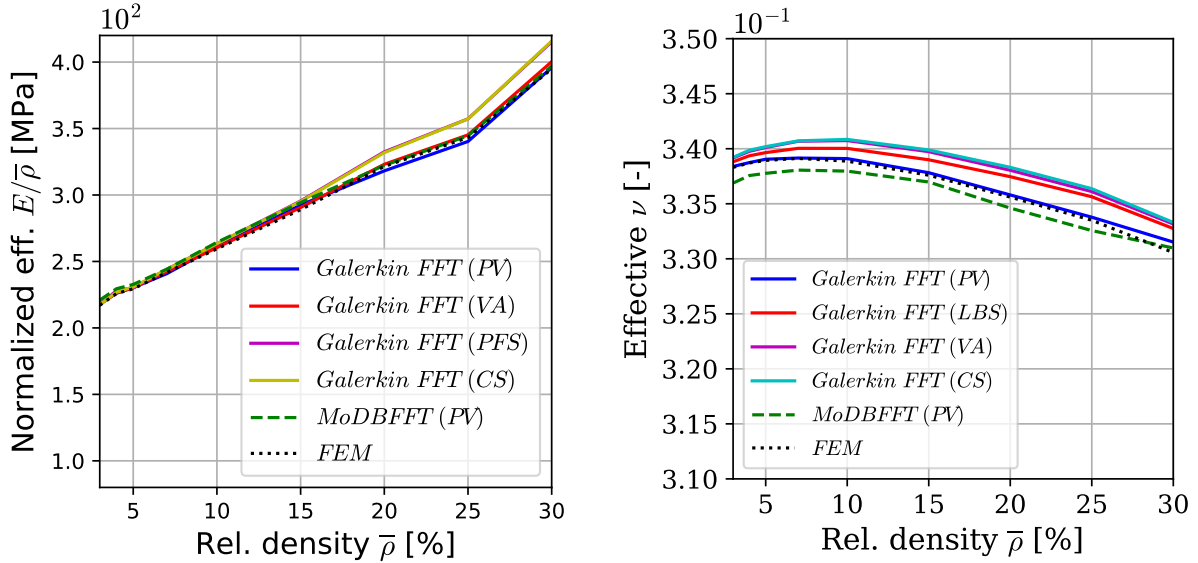 10²
Normalized eff. E/ρ̅ [MPa]
4.0
3.5
3.0
2.5
2.0
1.5
1.0
5
10
15
20
25
30
Rel. density ρ̅ [%]
Galerkin FFT (PV)
Galerkin FFT (VA)
Galerkin FFT (PFS)
Galerkin FFT (CS)
MoDBFFT (PV)
FEM
10⁻¹
Effective ν [-]
3.50
3.45
3.40
3.35
3.30
3.25
3.20
3.15
3.10
5
10
15
20
25
30
Rel. density ρ̅ [%]
Galerkin FFT (PV)
Galerkin FFT (LBS)
Galerkin FFT (VA)
Galerkin FFT (CS)
MoDBFFT (PV)
FEM